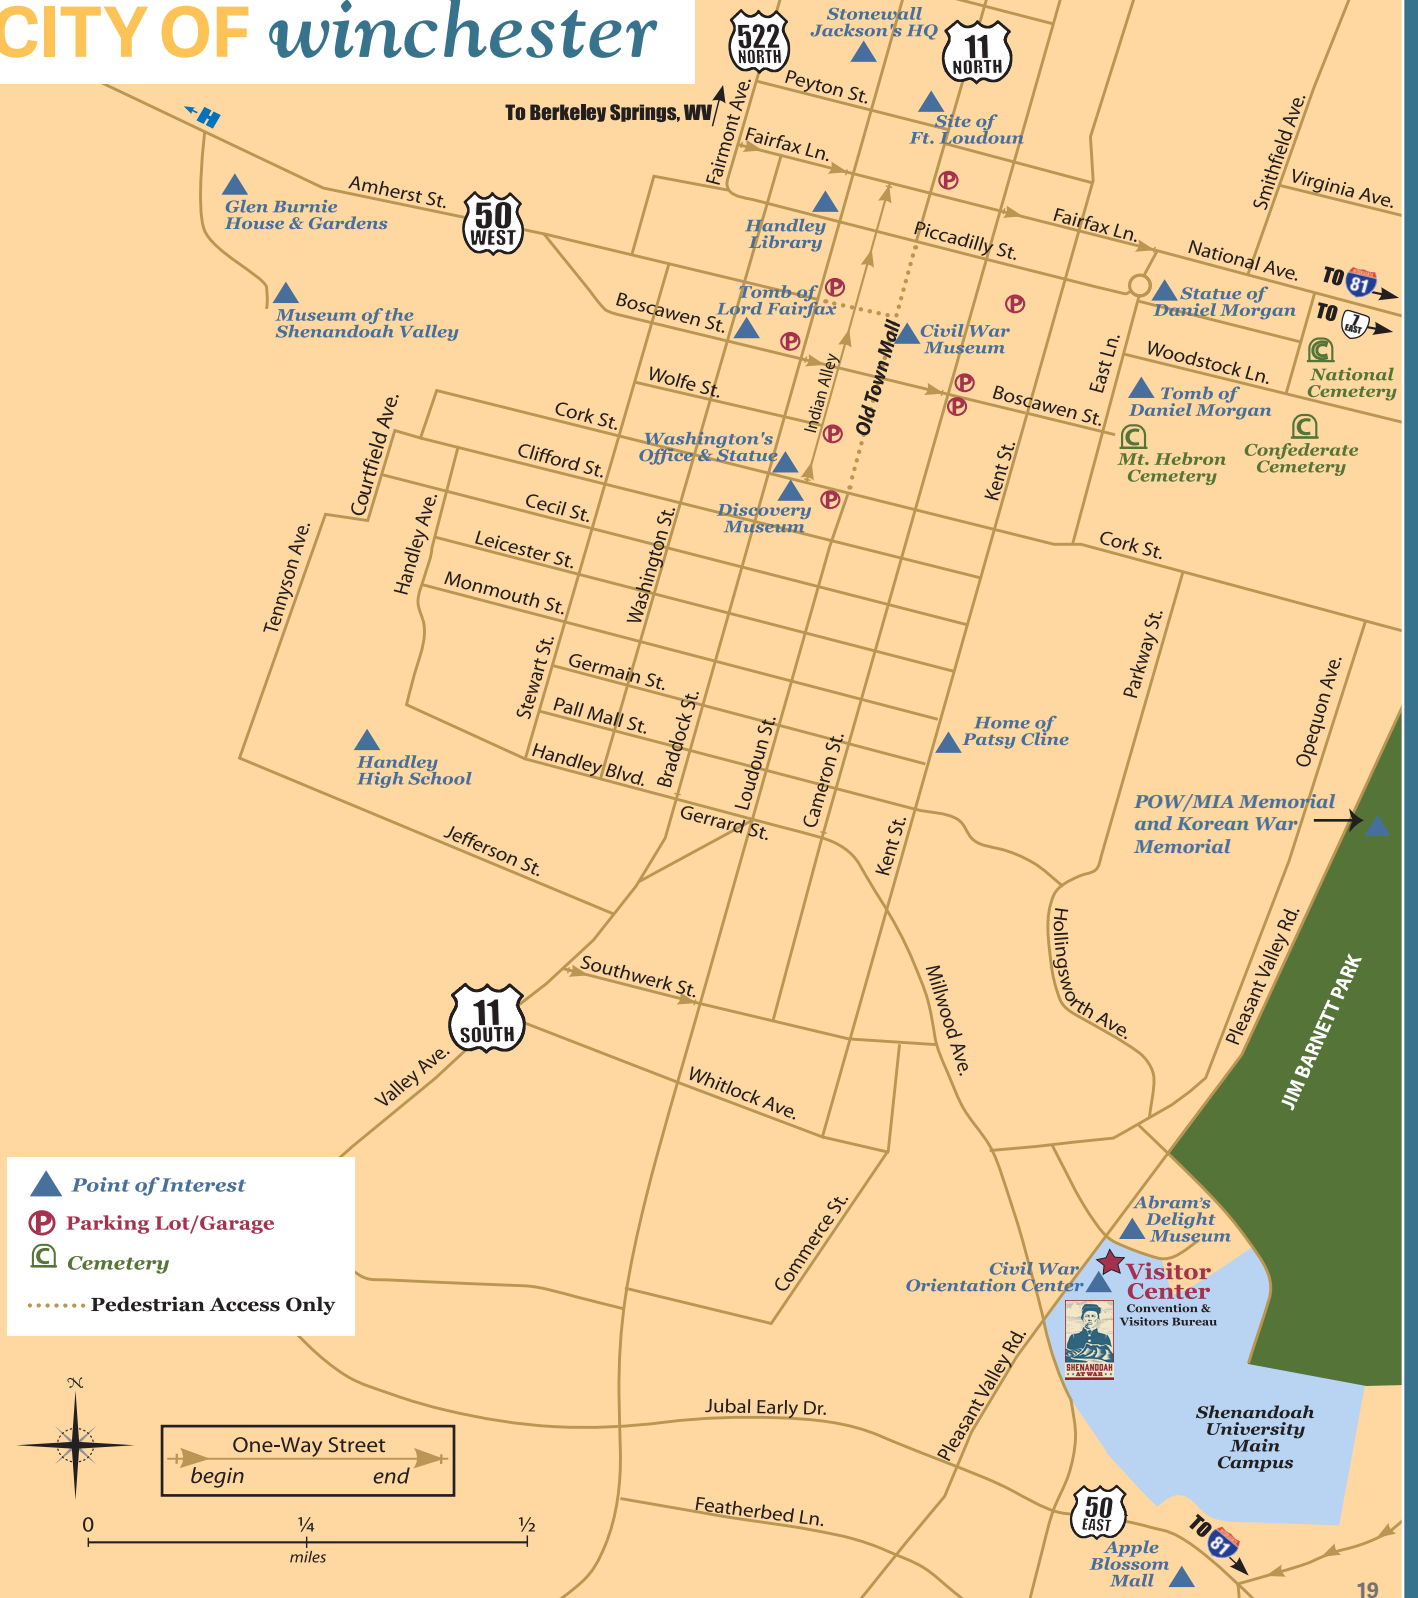 CITY OF winchester
522
NORTH
Stonewall
Jackson's HQ
11
NORTH
To Berkeley Springs, WV
Fairmont Ave.
Peyton St.
Site of
Ft. Loudoun
Fairfax Ln.
Smithfield Ave.
Virginia Ave.
H
Amherst St.
50
WEST
Glen Burnie
House & Gardens
Handley
Library
P
Piccadilly St.
Fairfax Ln.
National Ave.
TO 81
Museum of the
Shenandoah Valley
Boscawen St.
Tomb of
Lord Fairfax
P
P
P
Statue of
Daniel Morgan
TO 7
EAST
Civil War
Museum
Indian Alley
Old Town Mall
East Ln.
Woodstock Ln.
C
National
Cemetery
Wolfe St.
P
P
Boscawen St.
Tomb of
Daniel Morgan
Courtfield Ave.
Cork St.
Washington's
Office & Statue
P
C
Mt. Hebron
Cemetery
C
Confederate
Cemetery
Clifford St.
Kent St.
Cecil St.
Discovery
Museum
P
Handley Ave.
Leicester St.
Washington St.
Cork St.
Tennyson Ave.
Monmouth St.
Parkway St.
Stewart St.
Germain St.
Opequon Ave.
Pall Mall St.
Braddock St.
Loudoun St.
Cameron St.
Home of
Patsy Cline
Handley
High School
Handley Blvd.
POW/MIA Memorial
and Korean War
Memorial
Jefferson St.
Gerrard St.
Kent St.
Hollingsworth Ave.
Pleasant Valley Rd.
JIM BARNETT PARK
Southwerk St.
Millwood Ave.
11
SOUTH
Valley Ave.
Whitlock Ave.
Commerce St.
Abram's
Delight
Museum
Civil War
Orientation Center
Visitor
Center
Convention &
Visitors Bureau
SHENANDOAH
AT WAR
Point of Interest
P Parking Lot/Garage
C Cemetery
Pedestrian Access Only
Pleasant Valley Rd.
Shenandoah
University
Main
Campus
N
Jubal Early Dr.
One-Way Street
begin end
Featherbed Ln.
50
EAST
TO 81
0 ¼ ½
miles
Apple
Blossom
Mall
19